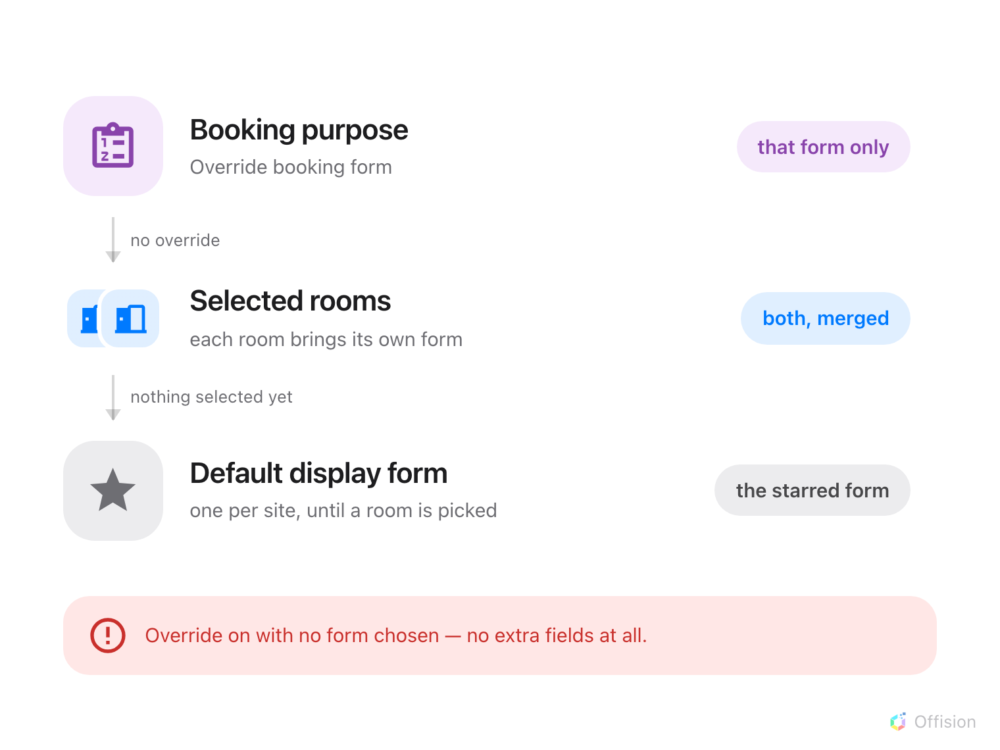 Booking purpose
Override booking form
that form only
no override
Selected rooms
each room brings its own form
both, merged
nothing selected yet
Default display form
one per site, until a room is picked
the starred form
Override on with no form chosen — no extra fields at all.
Offision